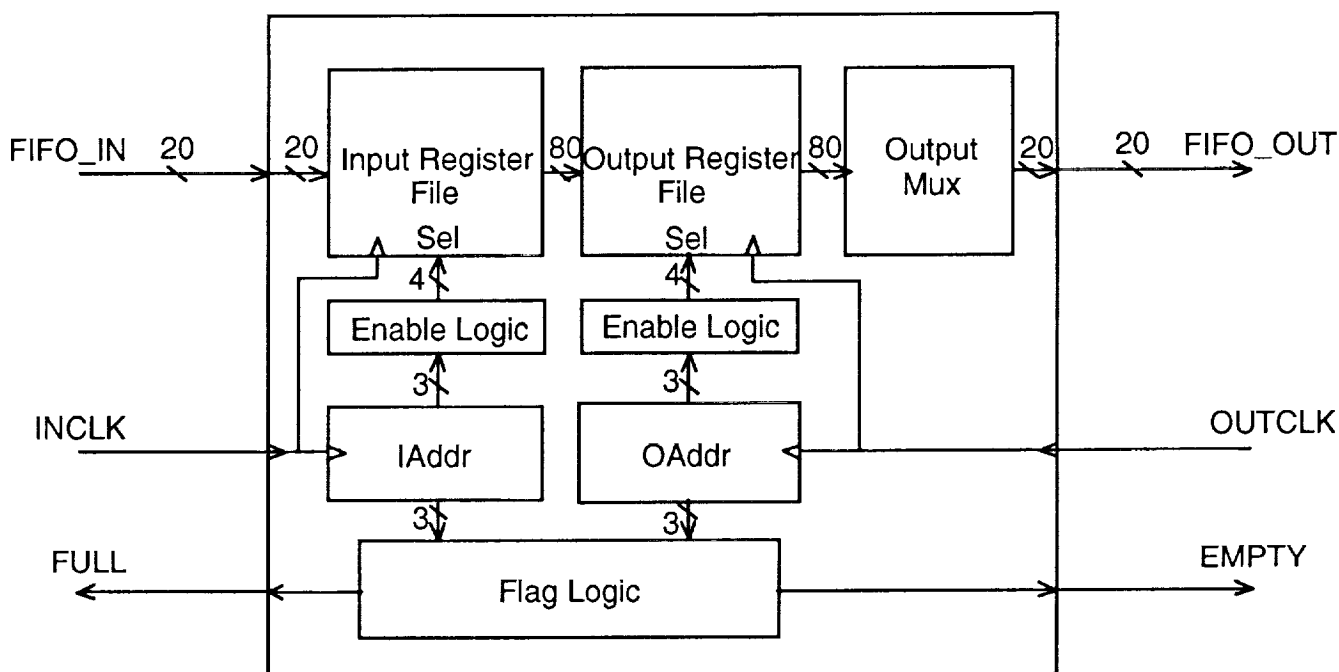 FIFO_IN
20
20
Input Register
File
Sel
80
Output Register
File
Sel
80
Output
Mux
20
20
FIFO_OUT
4
4
Enable Logic
Enable Logic
3
3
INCLK
IAddr
OAddr
OUTCLK
3
3
FULL
Flag Logic
EMPTY